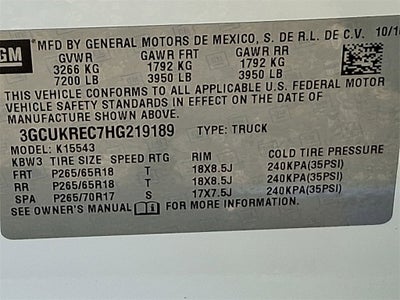 GM MFD BY GENERAL MOTORS DE MEXICO, S. DE R.L. DE C.V. 10/16
GVWR GAWR FRT GAWR RR
3266 KG 1792 KG 1792 KG
7200 LB 3950 LB 3950 LB
THIS VEHICLE CONFORMS TO ALL APPLICABLE U.S. FEDERAL MOTOR
VEHICLE SAFETY STANDARDS IN EFFECT ON THE DATE OF
MANUFACTURE SHOWN ABOVE.
3GCUKREC7HG219189 TYPE: TRUCK
MODEL: K15543
KBW3 TIRE SIZE SPEED RTG RIM COLD TIRE PRESSURE
FRT P265/65R18 T 18X8.5J 240KPA(35PSI)
RR P265/65R18 T 18X8.5J 240KPA(35PSI)
SPA P265/70R17 S 17X7.5J 240KPA(35PSI)
SEE OWNER'S MANUAL FOR MORE INFORMATION.